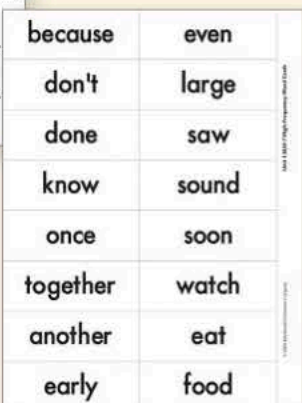 because even
don't large
done saw
know sound
once soon
together watch
another eat
early food